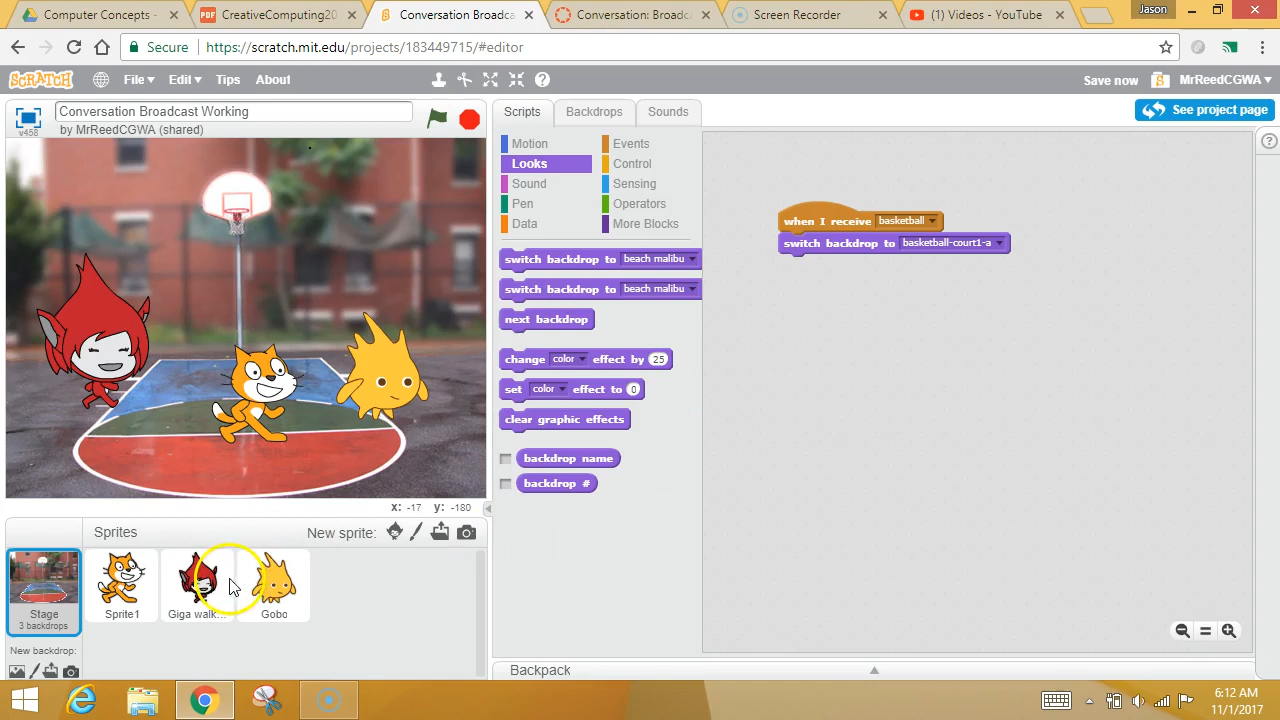 Computer Concepts -
PDF CreativeComputing20
Conversation Broadca
Conversation: Broadc
Screen Recorder
(1) Videos - YouTube
Jason
Secure
https://scratch.mit.edu/projects/183449715/#editor
SCRATCH
File
Edit
Tips
About
Save now
MrReedCGWA
v458
Conversation Broadcast Working
by MrReedCGWA (shared)
Scripts
Backdrops
Sounds
See project page
Motion
Events
Looks
Control
Sound
Sensing
Pen
Operators
Data
More Blocks
switch backdrop to beach malibu
switch backdrop to beach malibu
next backdrop
change color effect by 25
set color effect to 0
clear graphic effects
backdrop name
backdrop #
when I receive basketball
switch backdrop to basketball-court1-a
x: -17 y: -180
Sprites
New sprite:
Stage
3 backdrops
Sprite1
Giga walk...
Gobo
New backdrop:
Backpack
6:12 AM
11/1/2017